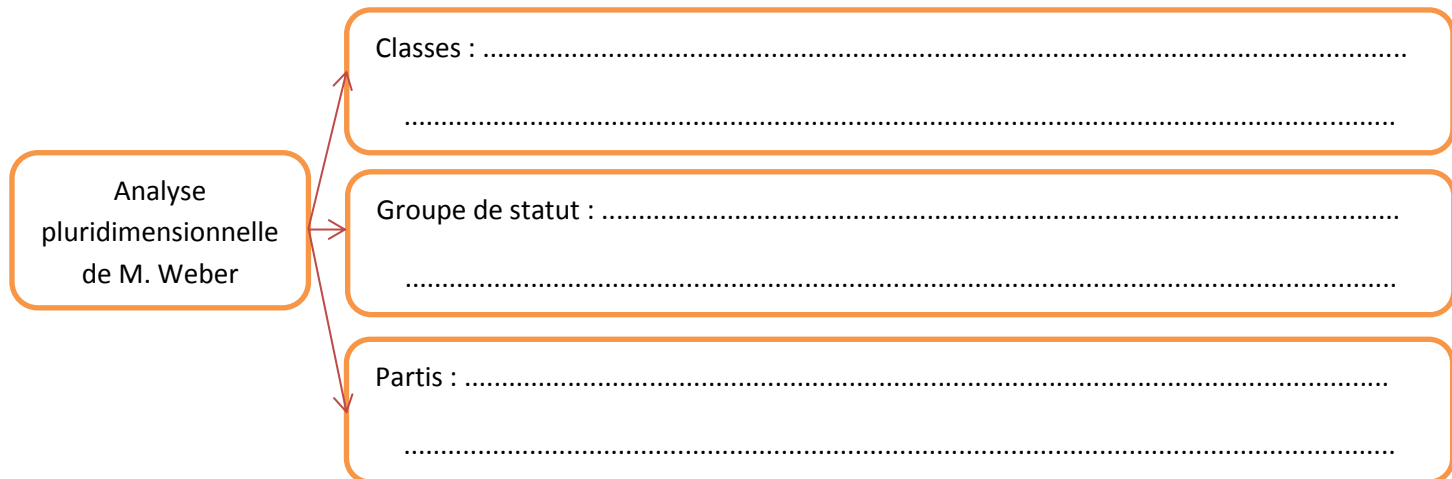 Classes : ................................................................................................................................
..........................................................................................................................................
Analyse
pluridimensionnelle
de M. Weber
Groupe de statut : ...............................................................................................................
..........................................................................................................................................
Partis : ................................................................................................................................
..........................................................................................................................................